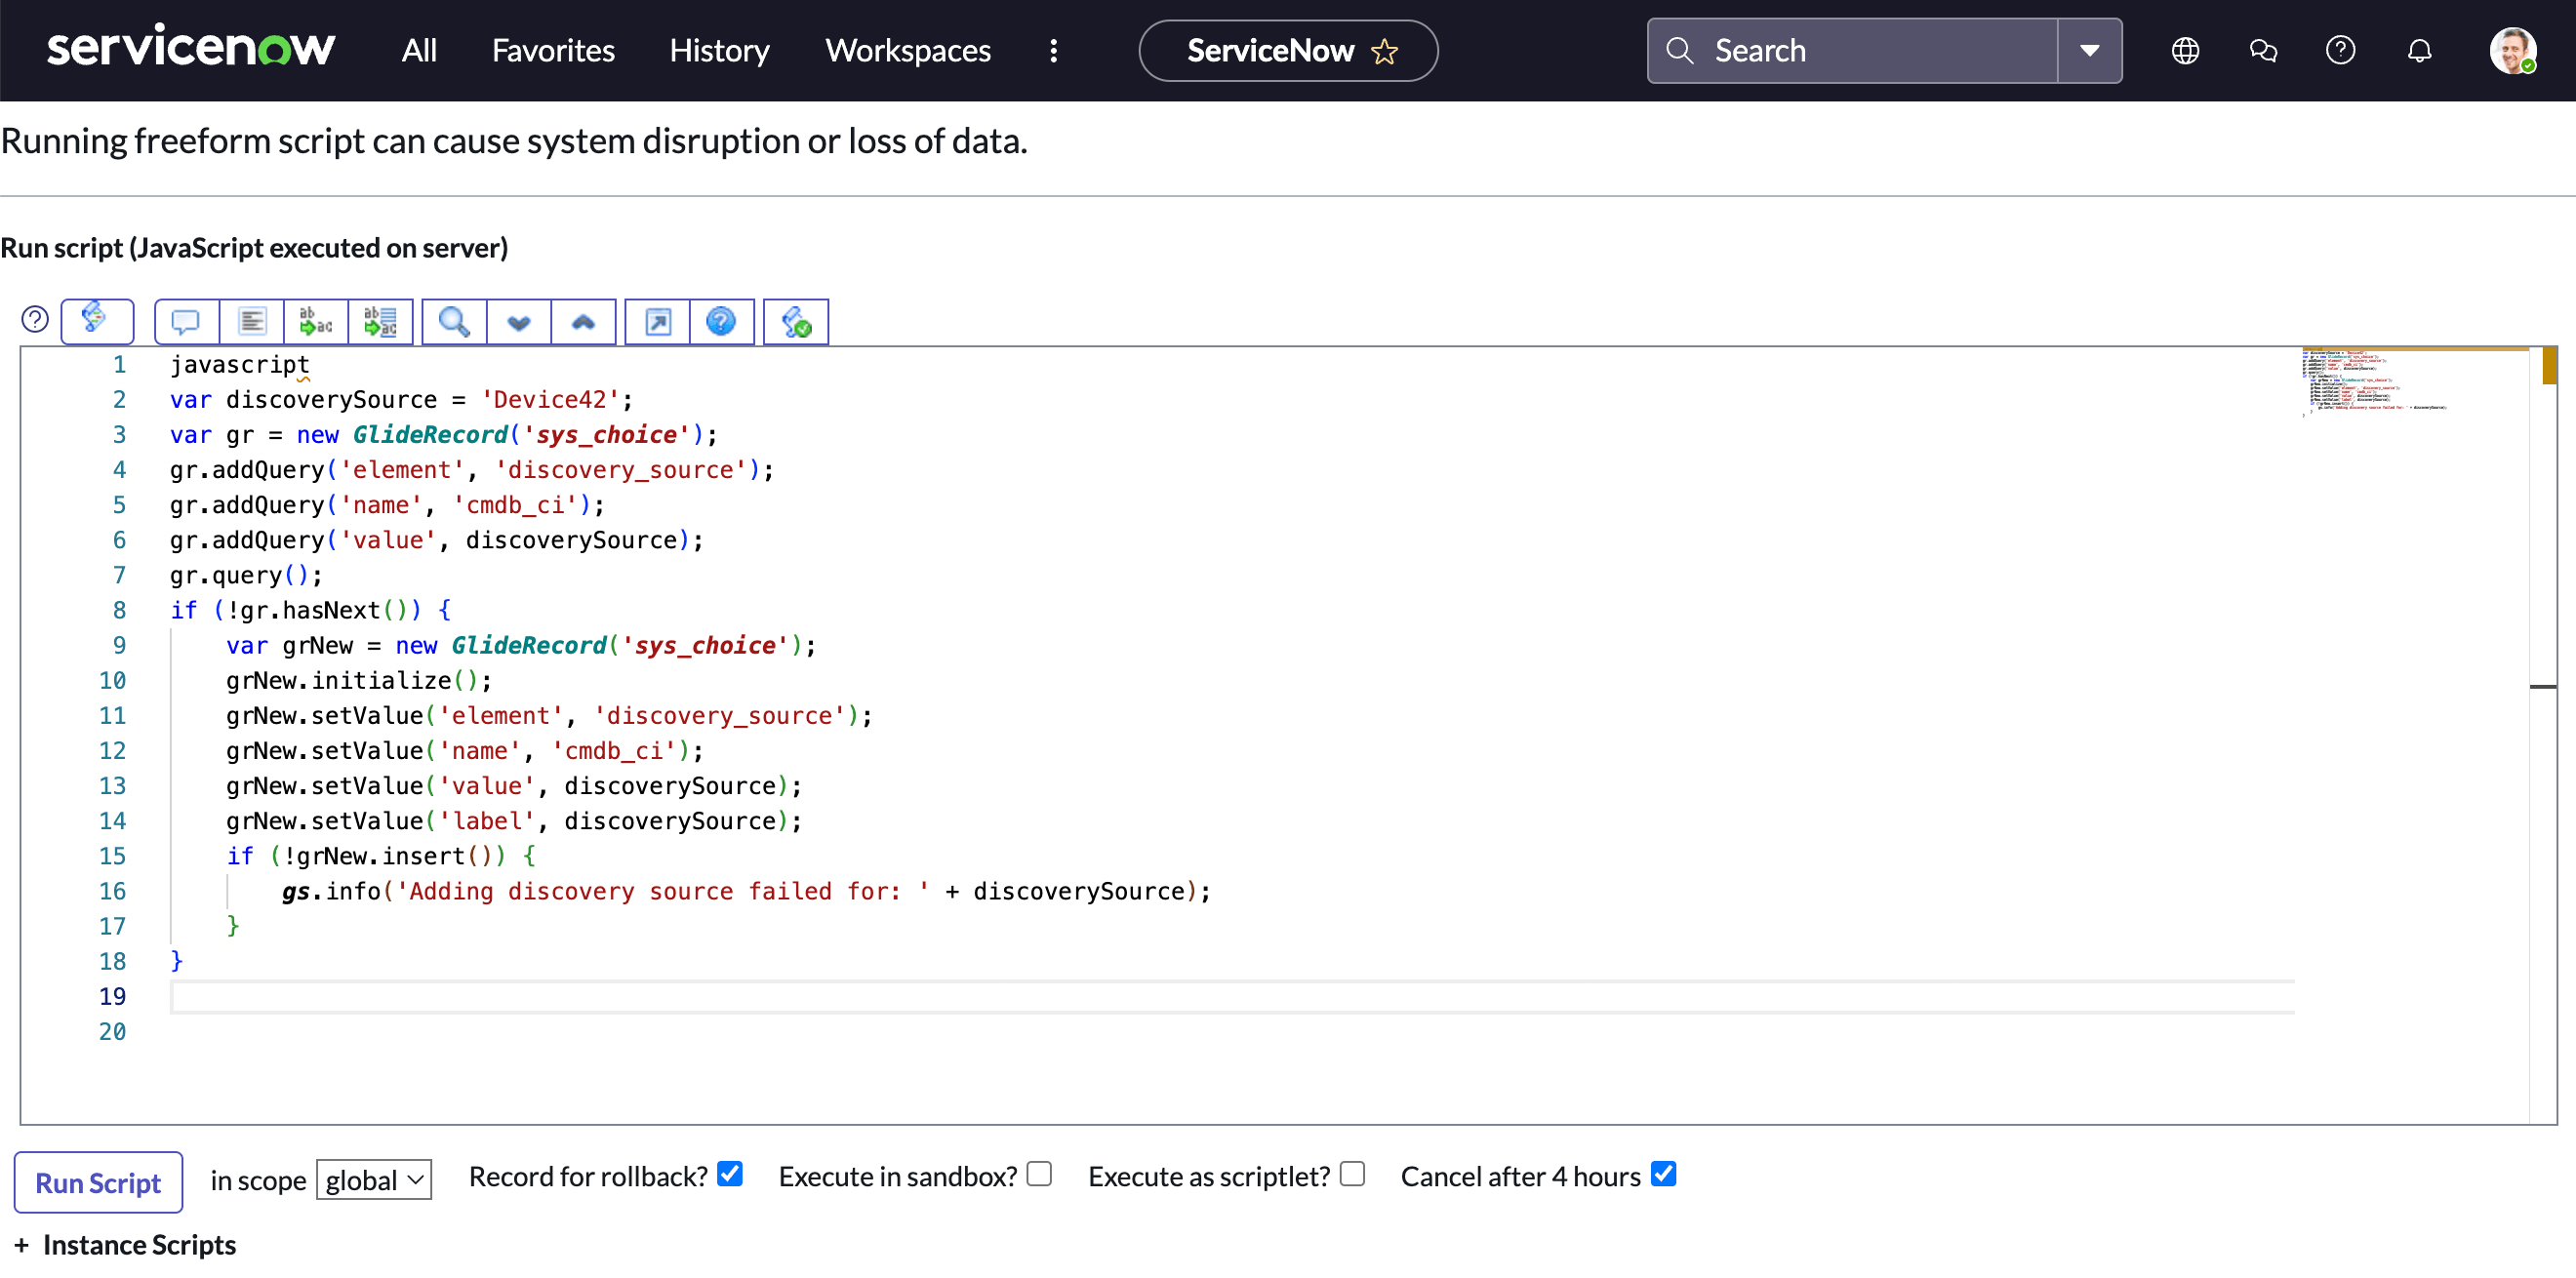 servicenow All Favorites History Workspaces ServiceNow Search
Running freeform script can cause system disruption or loss of data.
Run script (JavaScript executed on server)
1 javascript
2 var discoverySource = 'Device42';
3 var gr = new GlideRecord('sys_choice');
4 gr.addQuery('element', 'discovery_source');
5 gr.addQuery('name', 'cmdb_ci');
6 gr.addQuery('value', discoverySource);
7 gr.query();
8 if (!gr.hasNext()) {
9     var grNew = new GlideRecord('sys_choice');
10     grNew.initialize();
11     grNew.setValue('element', 'discovery_source');
12     grNew.setValue('name', 'cmdb_ci');
13     grNew.setValue('value', discoverySource);
14     grNew.setValue('label', discoverySource);
15     if (!grNew.insert()) {
16         gs.info('Adding discovery source failed for: ' + discoverySource);
17     }
18 }
19
20
Run Script in scope global Record for rollback? Execute in sandbox? Execute as scriptlet? Cancel after 4 hours
+ Instance Scripts